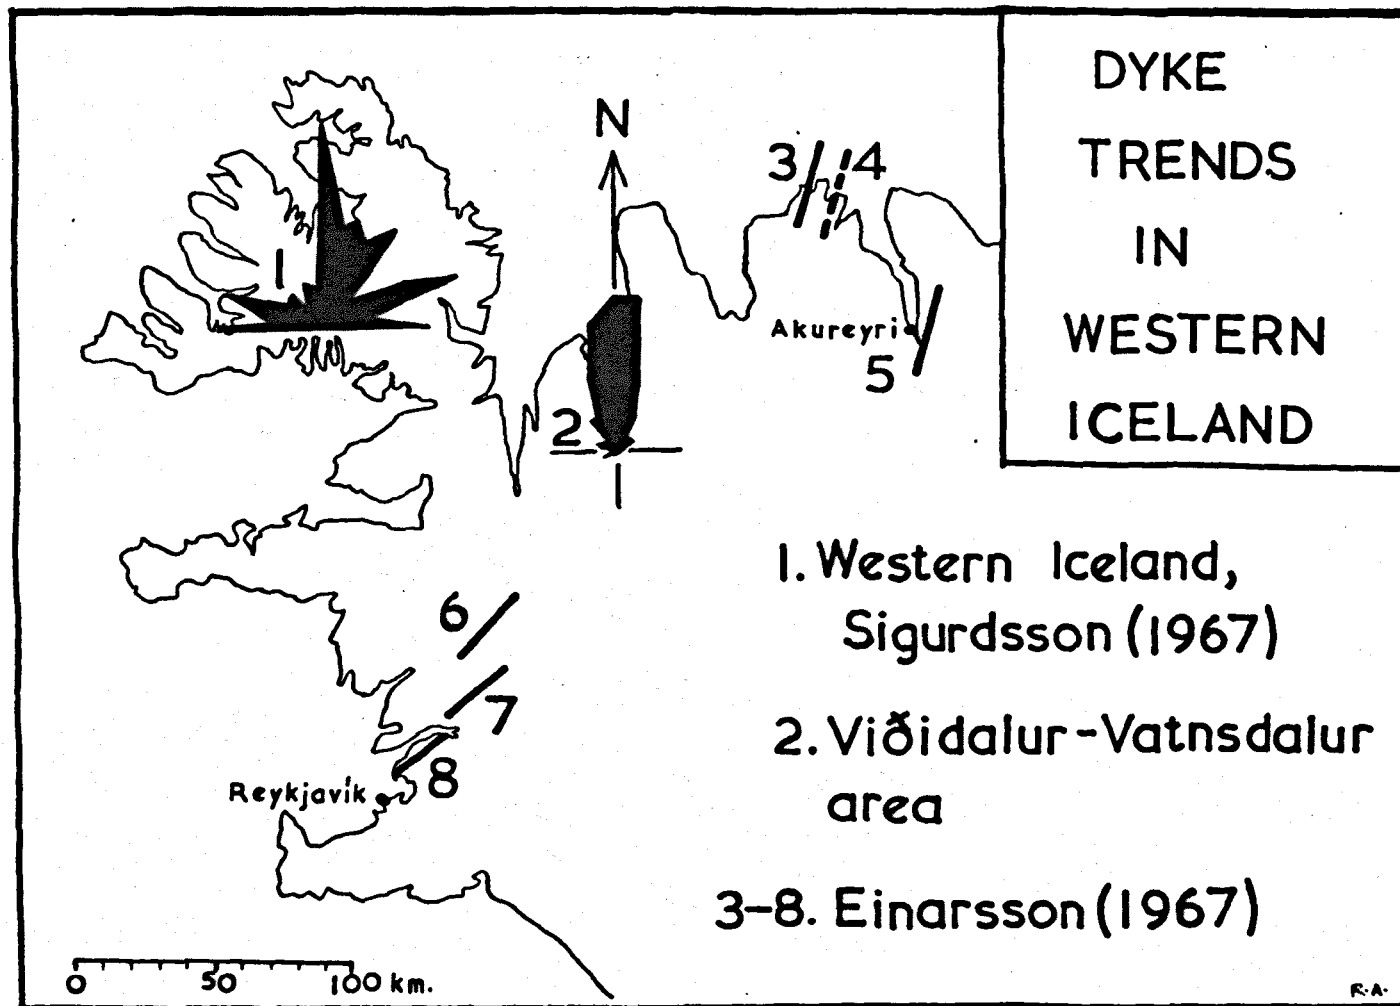 DYKE
TRENDS
IN
WESTERN
ICELAND
N
1
2
3
4
Akureyri
5
6
7
8
Reykjavík
1. Western Iceland,
Sigurdsson (1967)
2. Viðidalur-Vatnsdalur
area
3-8. Einarsson (1967)
0 50 100 km.
R.A.